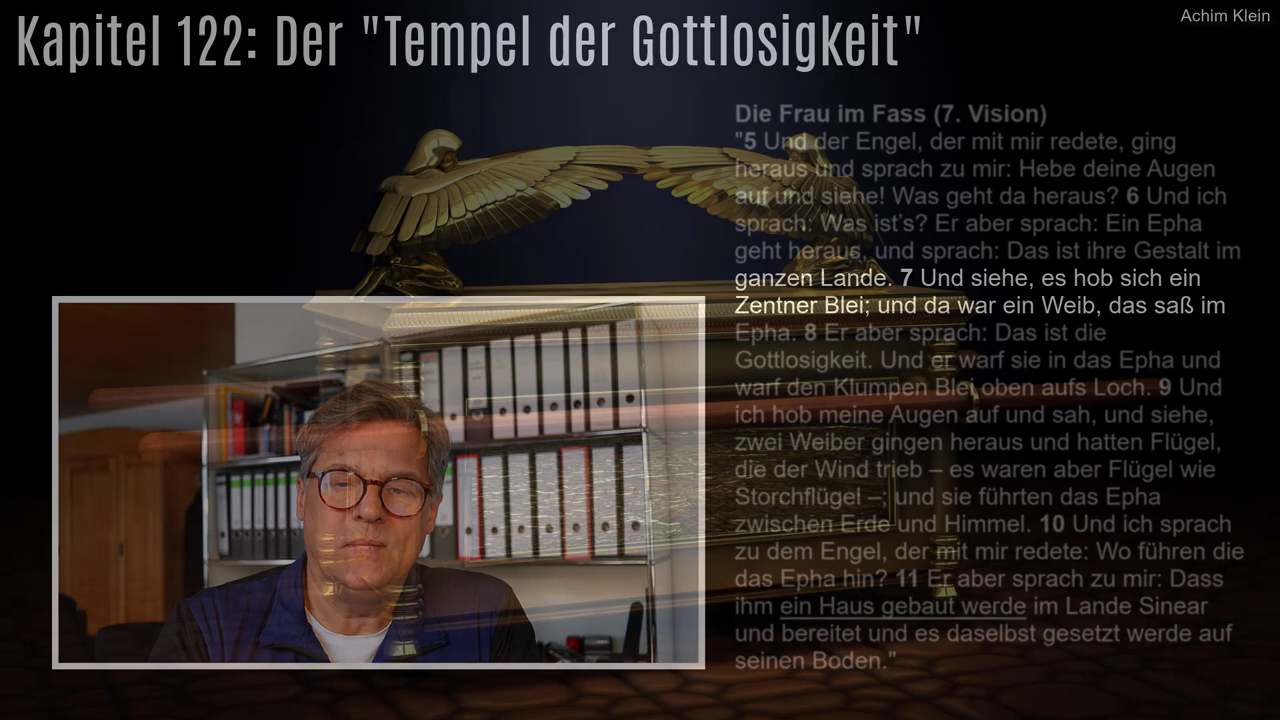 Kapitel 122: Der "Tempel der Gottlosigkeit"
Achim Klein
Die Frau im Fass (7. Vision)
"5 Und der Engel, der mit mir redete, ging
heraus und sprach zu mir: Hebe deine Augen
auf und siehe! Was geht da heraus? 6 Und ich
sprach: Was ist's? Er aber sprach: Ein Epha
geht heraus, und sprach: Das ist ihre Gestalt im
ganzen Lande. 7 Und siehe, es hob sich ein
Zentner Blei; und da war ein Weib, das saß im
Epha. 8 Er aber sprach: Das ist die
Gottlosigkeit. Und er warf sie in das Epha und
warf den Klumpen Blei oben aufs Loch. 9 Und
ich hob meine Augen auf und sah, und siehe,
zwei Weiber gingen heraus und hatten Flügel,
die der Wind trieb – es waren aber Flügel wie
Storchflügel –; und sie führten das Epha
zwischen Erde und Himmel. 10 Und ich sprach
zu dem Engel, der mit mir redete: Wo führen die
das Epha hin? 11 Er aber sprach zu mir: Dass
ihm ein Haus gebaut werde im Lande Sinear
und bereitet und es daselbst gesetzt werde auf
seinen Boden."